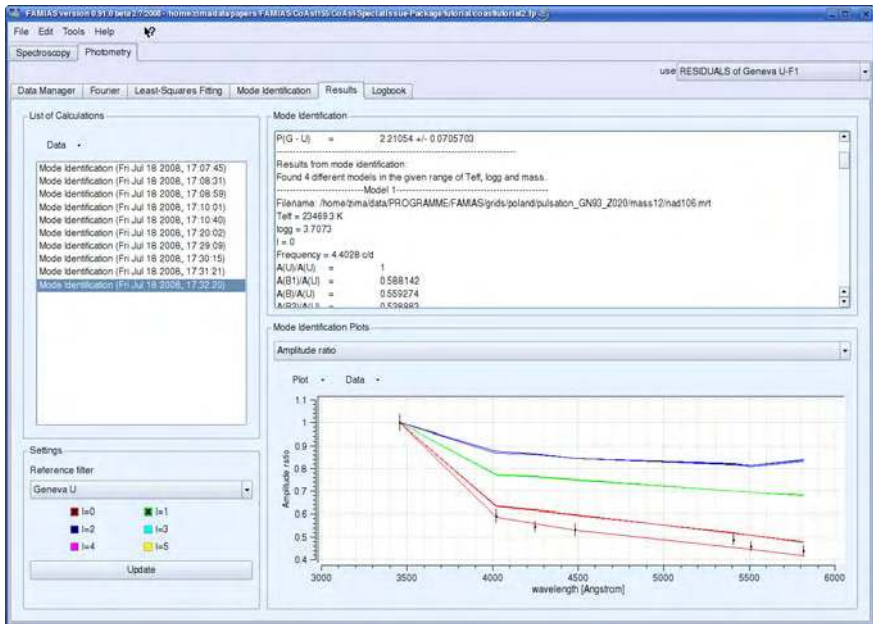 FAMIAS version 0.91.0 beta 2.7.2008 - home/zima/data/papers/FAMIAS/CoAst155/CoAst-SpecialIssue-Package/tutorial/coasttutorial2.fp
File Edit Tools Help
Spectroscopy Photometry
use RESIDUALS of Geneva U-F1
Data Manager Fourier Least-Squares Fitting Mode Identification Results Logbook
List of Calculations
Data
Mode Identification (Fri Jul 18 2008, 17:07:45)
Mode Identification (Fri Jul 18 2008, 17:08:31)
Mode Identification (Fri Jul 18 2008, 17:08:59)
Mode Identification (Fri Jul 18 2008, 17:10:01)
Mode Identification (Fri Jul 18 2008, 17:10:40)
Mode Identification (Fri Jul 18 2008, 17:20:02)
Mode Identification (Fri Jul 18 2008, 17:29:09)
Mode Identification (Fri Jul 18 2008, 17:30:15)
Mode Identification (Fri Jul 18 2008, 17:31:21)
Mode Identification (Fri Jul 18 2008, 17:32:20)
Settings
Reference filter
Geneva U
l=0 l=1
l=2 l=3
l=4 l=5
Update
Mode Identification
P(G - U) = 2.21054 +/- 0.0705703
Results from mode identification:
Found 4 different models in the given range of Teff, logg and mass.
------------------------Model 1------------------------
Filename: /home/zima/data/PROGRAMME/FAMIAS/grids/poland/pulsation_GN93_Z020/mass12/nad106.mrt
Teff = 23469.3 K
logg = 3.7073
l = 0
Frequency = 4.4028 c/d
A(U)/A(U) = 1
A(B1)/A(U) = 0.588142
A(B)/A(U) = 0.559274
A(B2)/A(U) = 0.538983
Mode Identification Plots
Amplitude ratio
Plot Data
1.1
1
0.9
0.8
0.7
0.6
0.5
0.4
Amplitude ratio
3000 3500 4000 4500 5000 5500 6000
wavelength [Angstrom]